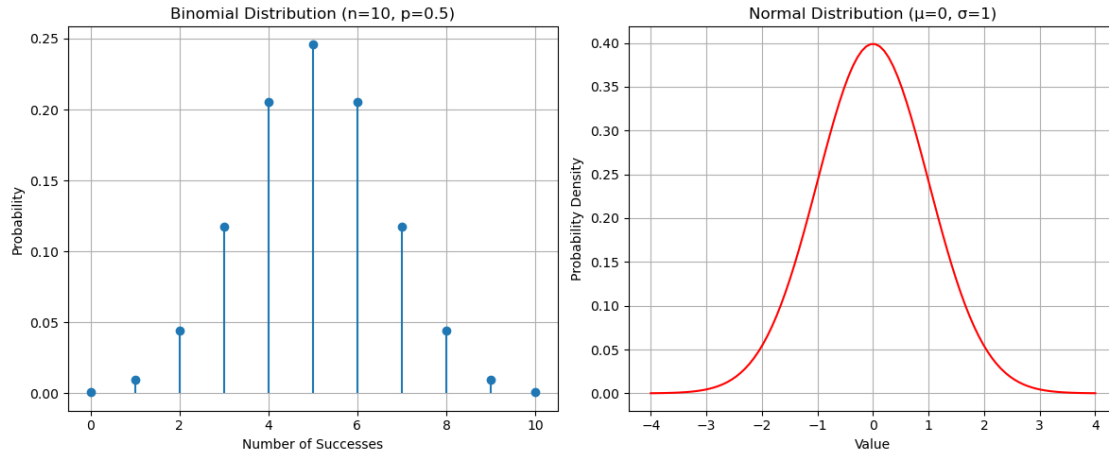 Binomial Distribution (n=10, p=0.5)
0.25
0.20
0.15
0.10
0.05
0.00
Probability
0 2 4 6 8 10
Number of Successes
Normal Distribution (μ=0, σ=1)
0.40
0.35
0.30
0.25
0.20
0.15
0.10
0.05
0.00
Probability Density
−4 −3 −2 −1 0 1 2 3 4
Value